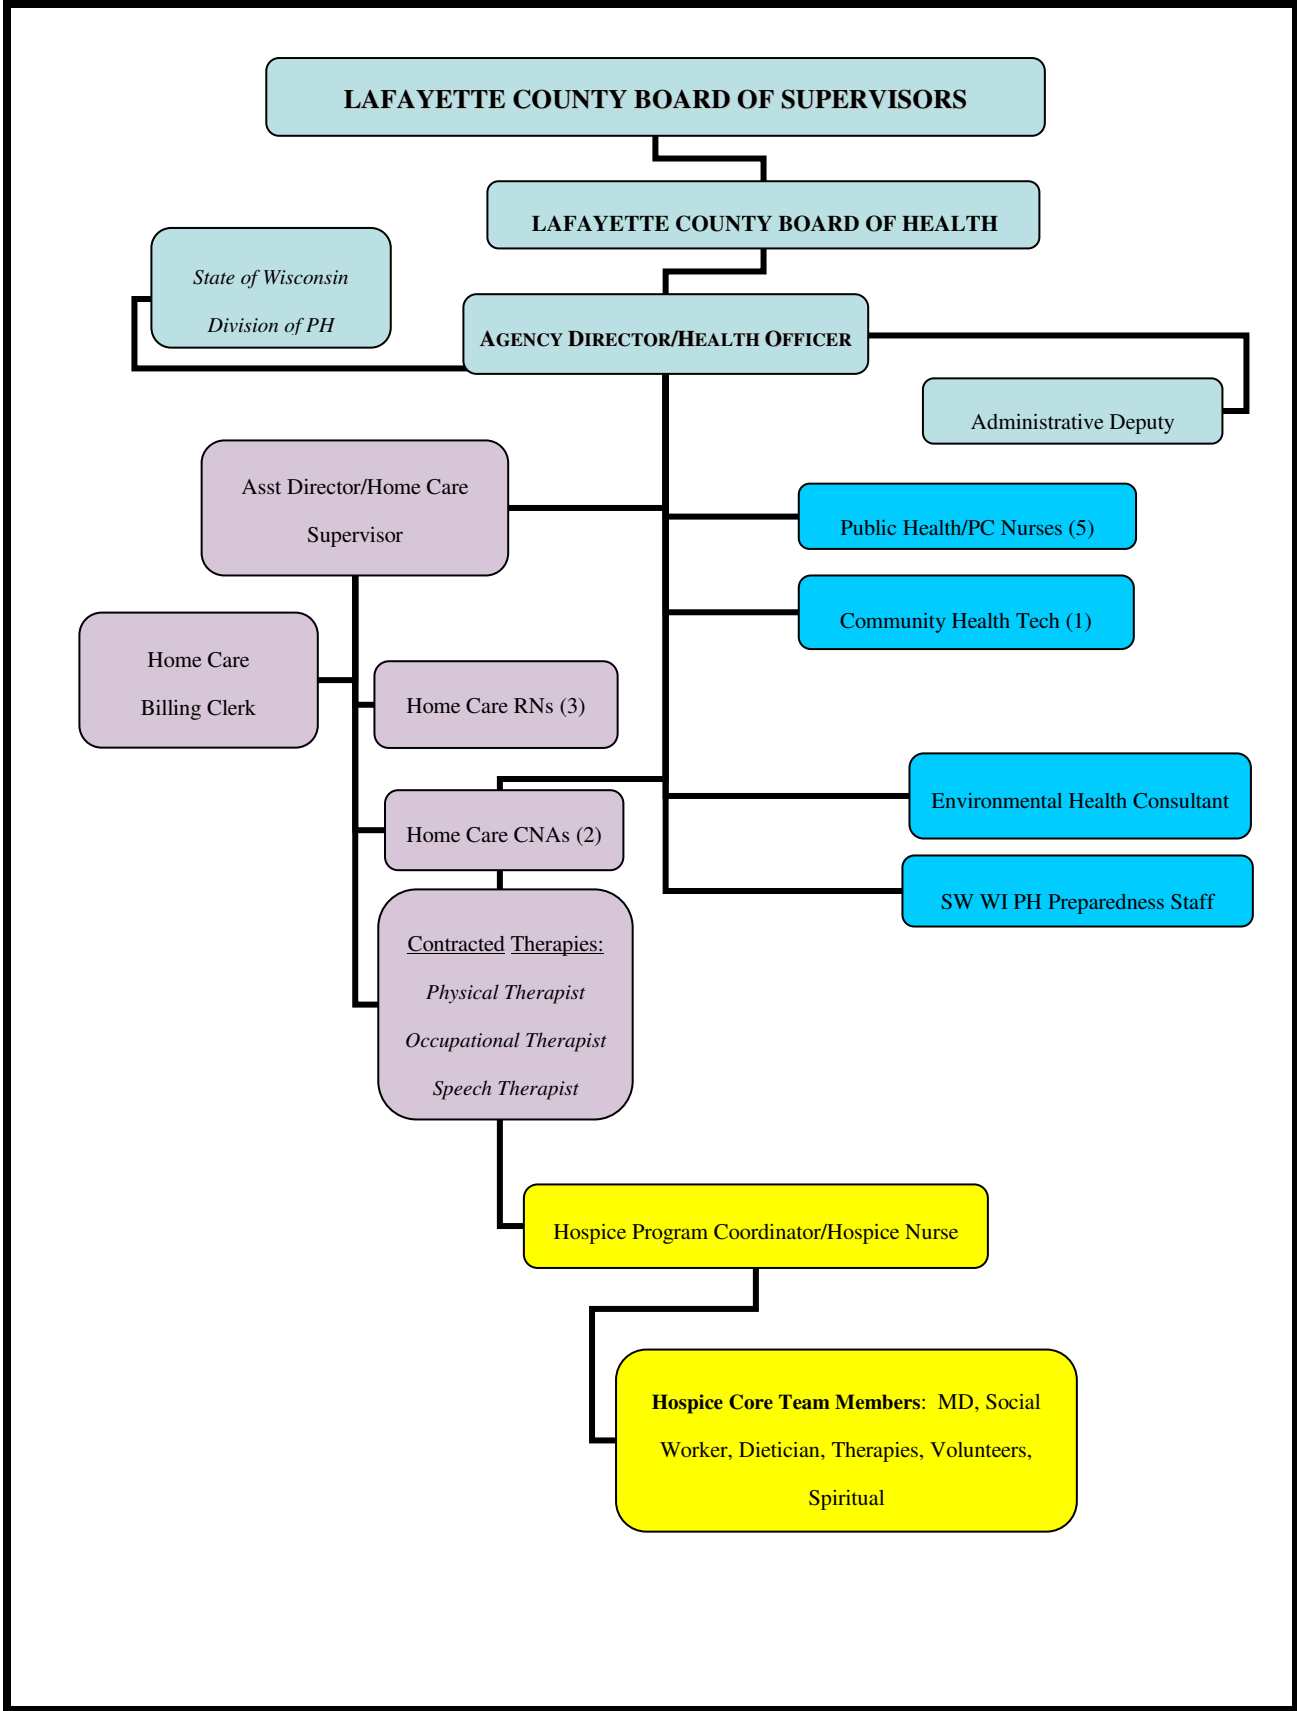 LAFAYETTE COUNTY BOARD OF SUPERVISORS
LAFAYETTE COUNTY BOARD OF HEALTH
State of Wisconsin
Division of PH
AGENCY DIRECTOR/HEALTH OFFICER
Administrative Deputy
Asst Director/Home Care
Supervisor
Public Health/PC Nurses (5)
Community Health Tech (1)
Home Care
Billing Clerk
Home Care RNs (3)
Environmental Health Consultant
Home Care CNAs (2)
SW WI PH Preparedness Staff
Contracted Therapies:
Physical Therapist
Occupational Therapist
Speech Therapist
Hospice Program Coordinator/Hospice Nurse
Hospice Core Team Members: MD, Social
Worker, Dietician, Therapies, Volunteers,
Spiritual